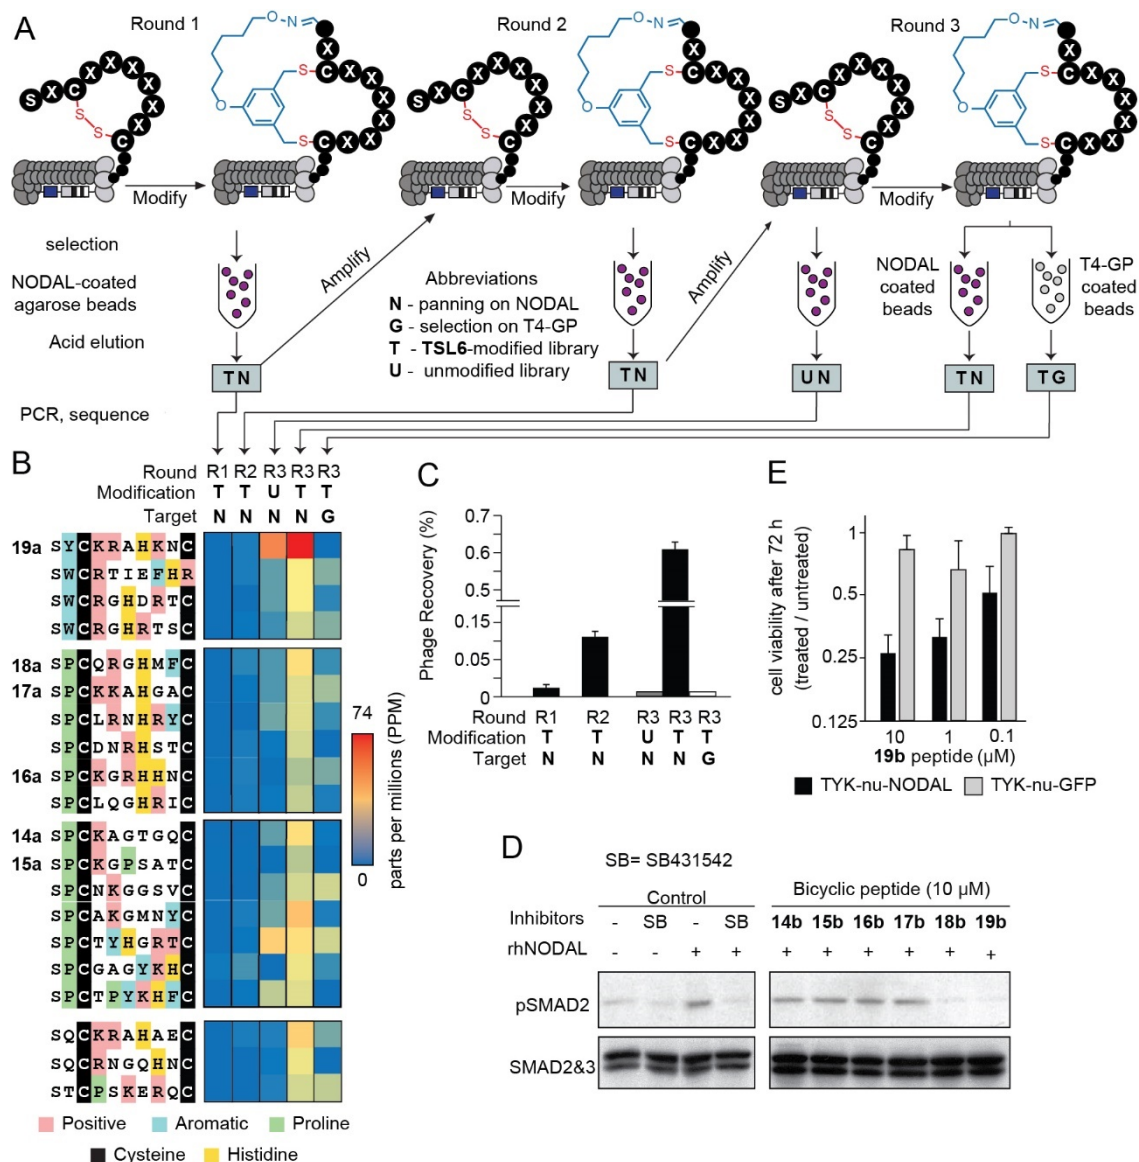 A
Round 1
Round 2
Round 3
S X C X X X X X X C
S S
O N
X
S C X X X X X X
O
S C
S X C X X X X X X C
S S
O N
X
S C X X X X X X
O
S C
S X C X X X X X X C
S S
O N
X
S C X X X X X X
O
S C
Modify
Modify
Modify
selection
NODAL-coated
agarose beads
Acid elution
Amplify
Abbreviations
N - panning on NODAL
G - selection on T4-GP
T - TSL6-modified library
U - unmodified library
Amplify
NODAL
coated
beads
T4-GP
coated
beads
TN
TN
UN
TN
TG
PCR, sequence
B
Round R1 R2 R3 R3 R3
Modification T T U T T
Target N N N N G
19a SYCKRAHKNC
SWCRTIEFHR
SWCRGHDRTC
SWCRGHRTSC
18a SPCQRGHMFC
17a SPCKKAHGAC
SPCLRNHRYC
SPCDNRHSTC
16a SPCKGRHHNC
SPCLQGHRIC
14a SPCKAGTGQC
15a SPCKGPSATC
SPCNKGGSVC
SPCAKGMNYC
SPCTYHGRTC
SPCGAGYKHC
SPCTPYKHFC
SQCKRAHAEC
SQCRNGQHNC
STCPSKERQC
74
0
parts per millions (PPM)
Positive Aromatic Proline
Cysteine Histidine
C
Phage Recovery (%)
0.7
0.6
0.5
0.15
0.05
0
Round R1 R2 R3 R3 R3
Modification T T U T T
Target N N N N G
E
cell viability after 72 h
(treated / untreated)
1
0.5
0.25
0.125
10 1 0.1
19b peptide (µM)
TYK-nu-NODAL TYK-nu-GFP
D
SB= SB431542
Control
Bicyclic peptide (10 µM)
Inhibitors - SB - SB 14b 15b 16b 17b 18b 19b
rhNODAL - - + + + + + + + +
pSMAD2
SMAD2&3